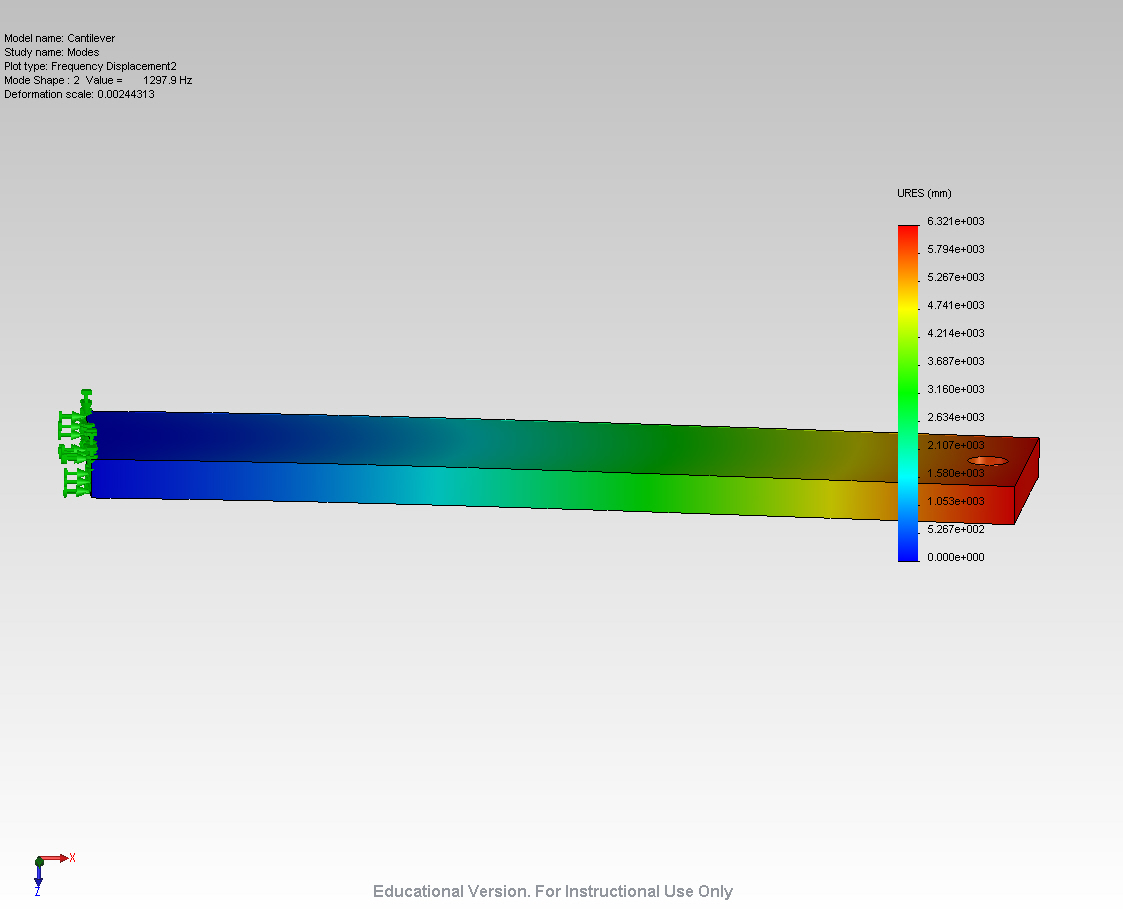 Model name: Cantilever
Study name: Modes
Plot type: Frequency Displacement2
Mode Shape : 2  Value =       1297.9 Hz
Deformation scale: 0.00244313
URES (mm)
6.321e+003
5.794e+003
5.267e+003
4.741e+003
4.214e+003
3.687e+003
3.160e+003
2.634e+003
2.107e+003
1.580e+003
1.053e+003
5.267e+002
0.000e+000
X
Z
Educational Version. For Instructional Use Only